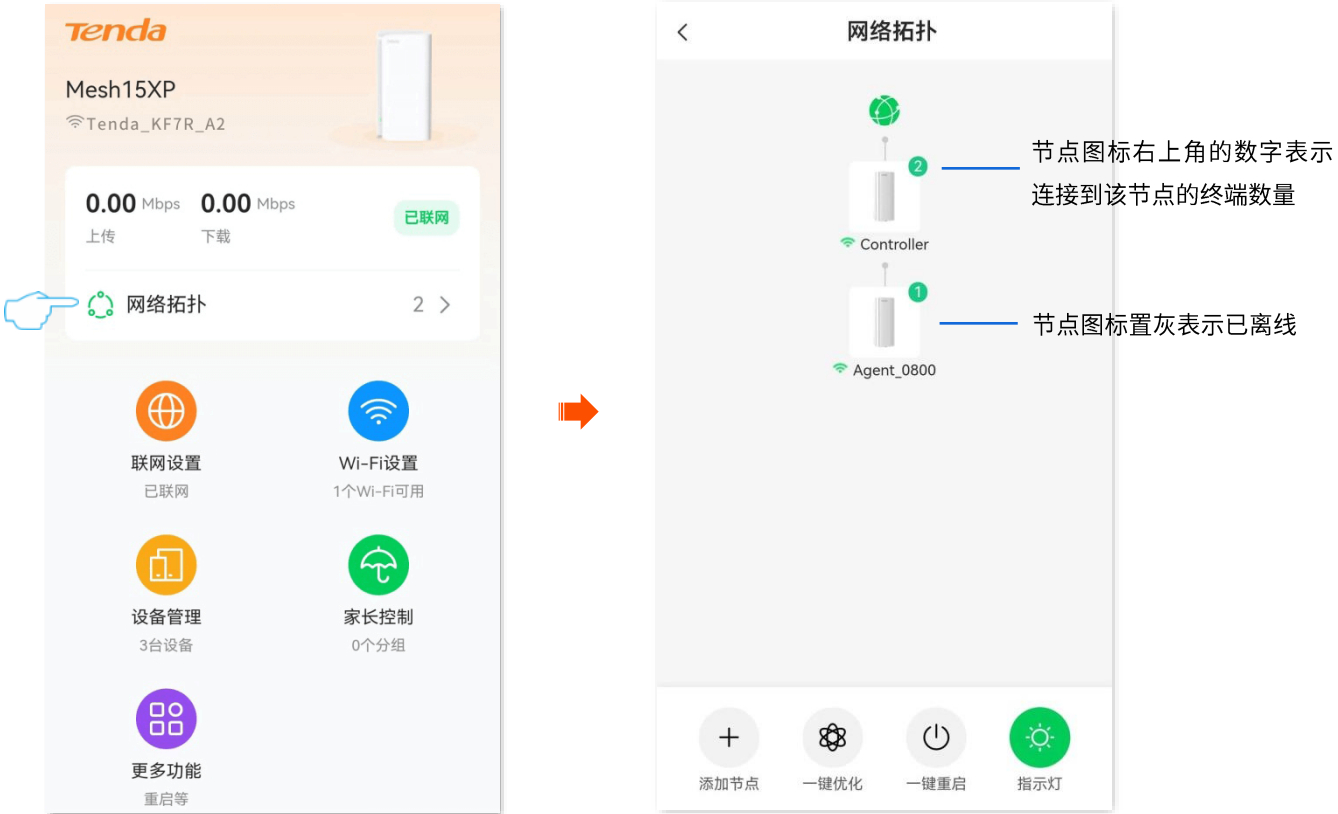 Tenda
Mesh15XP
Tenda_KF7R_A2
0.00 Mbps 0.00 Mbps
上传 下载
已联网
网络拓扑 2
联网设置 Wi-Fi设置
已联网 1个Wi-Fi可用
设备管理 家长控制
3台设备 0个分组
更多功能
重启等
网络拓扑
2
Controller
1
Agent_0800
节点图标右上角的数字表示
连接到该节点的终端数量
节点图标置灰表示已离线
添加节点 一键优化 一键重启 指示灯